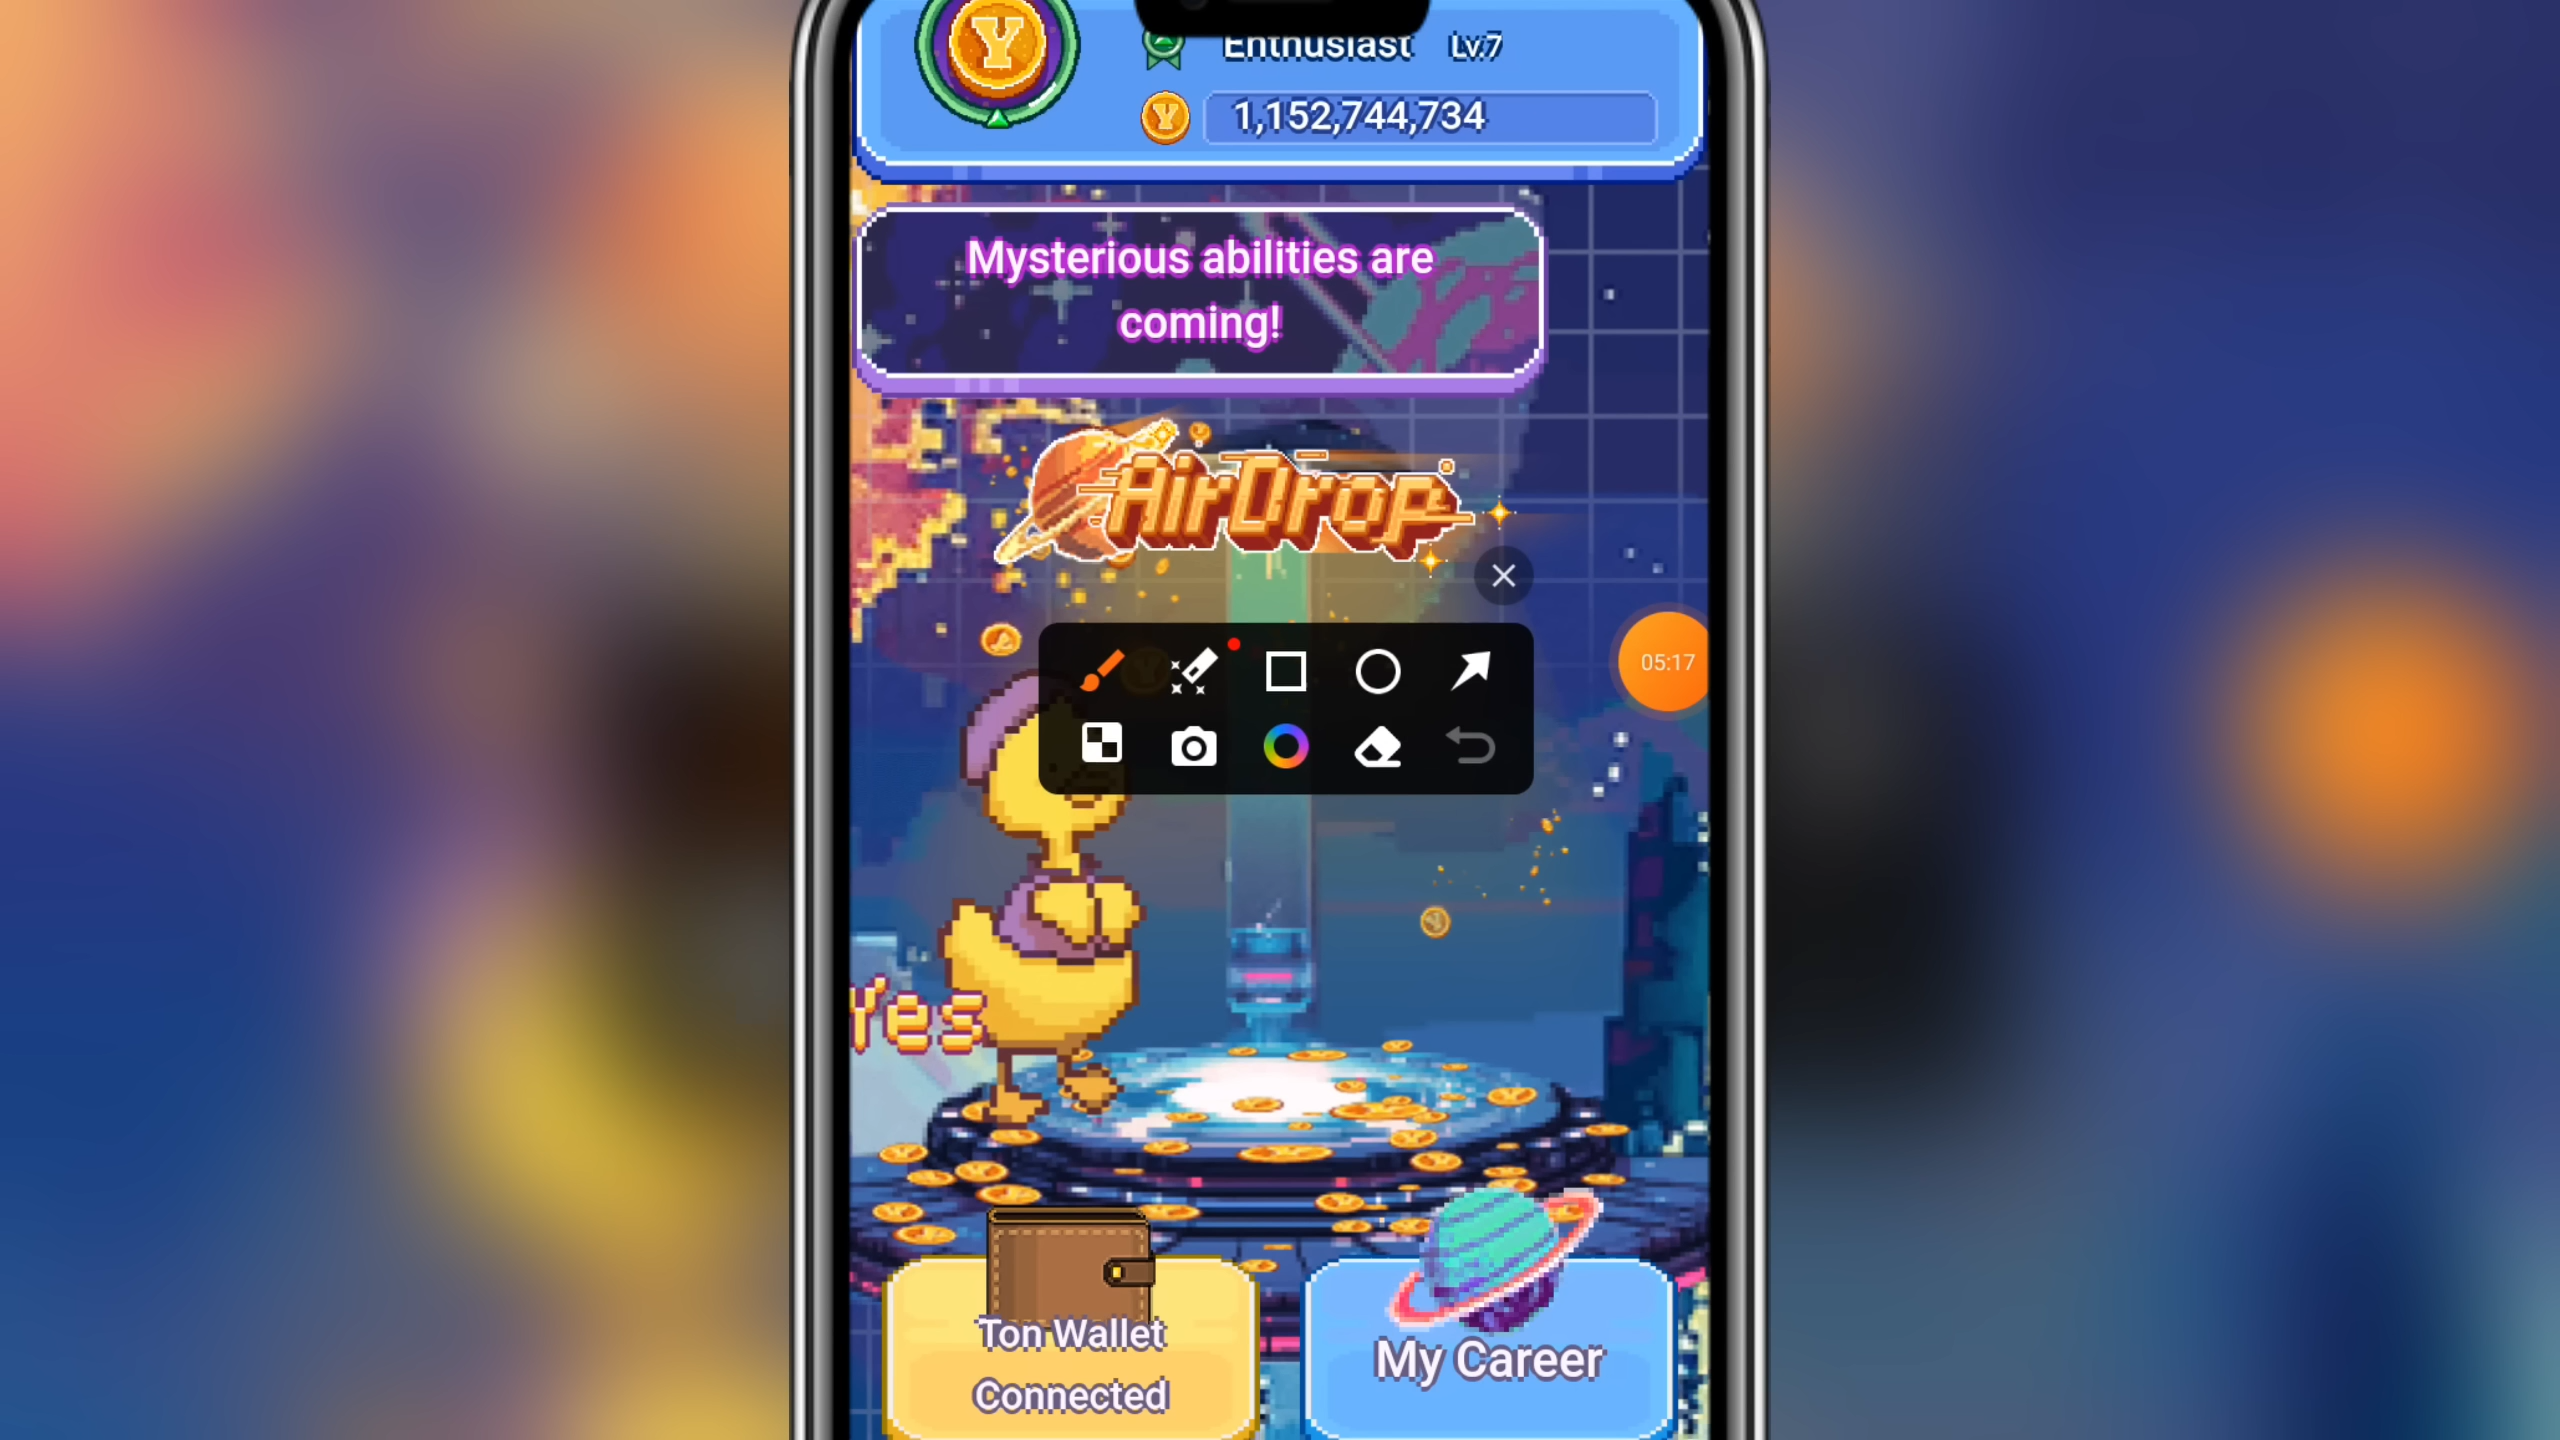 Enthusiast Lv.7
1,152,744,734
Mysterious abilities are
coming!
AirDrop
05:17
Yes
Ton Wallet
Connected
My Career